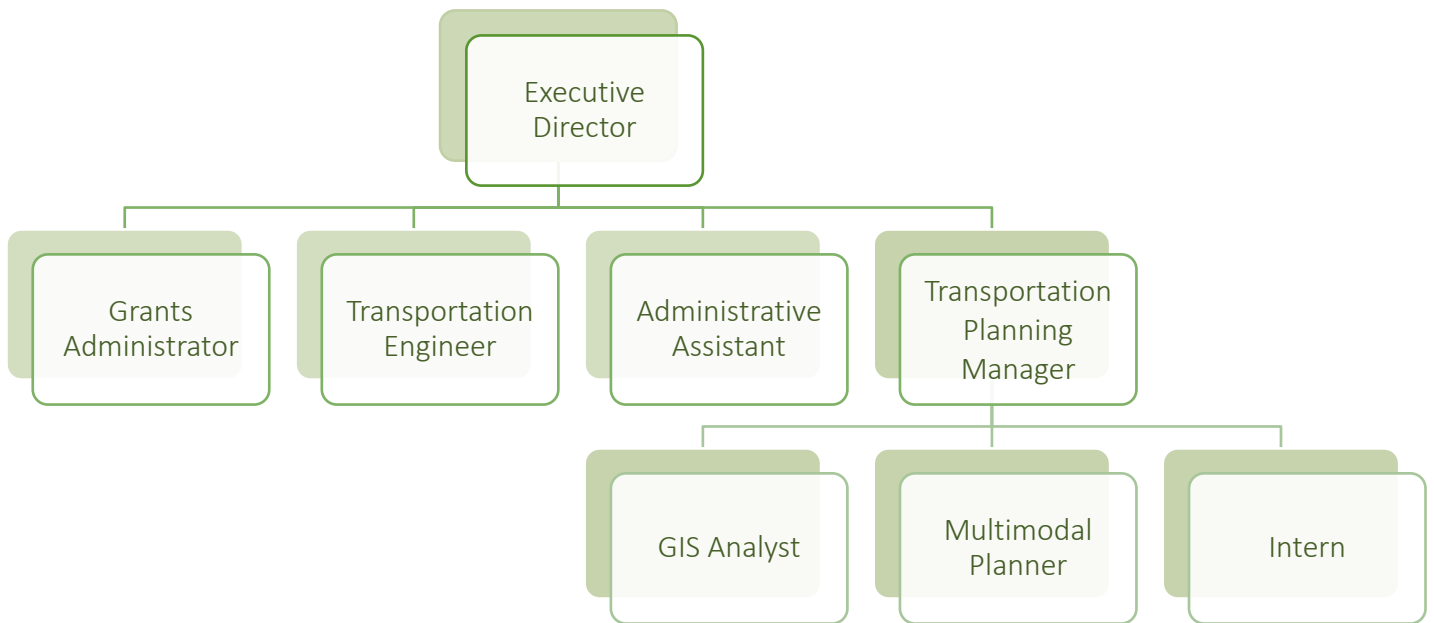 Executive
Director
Grants
Administrator
Transportation
Engineer
Administrative
Assistant
Transportation
Planning
Manager
GIS Analyst
Multimodal
Planner
Intern